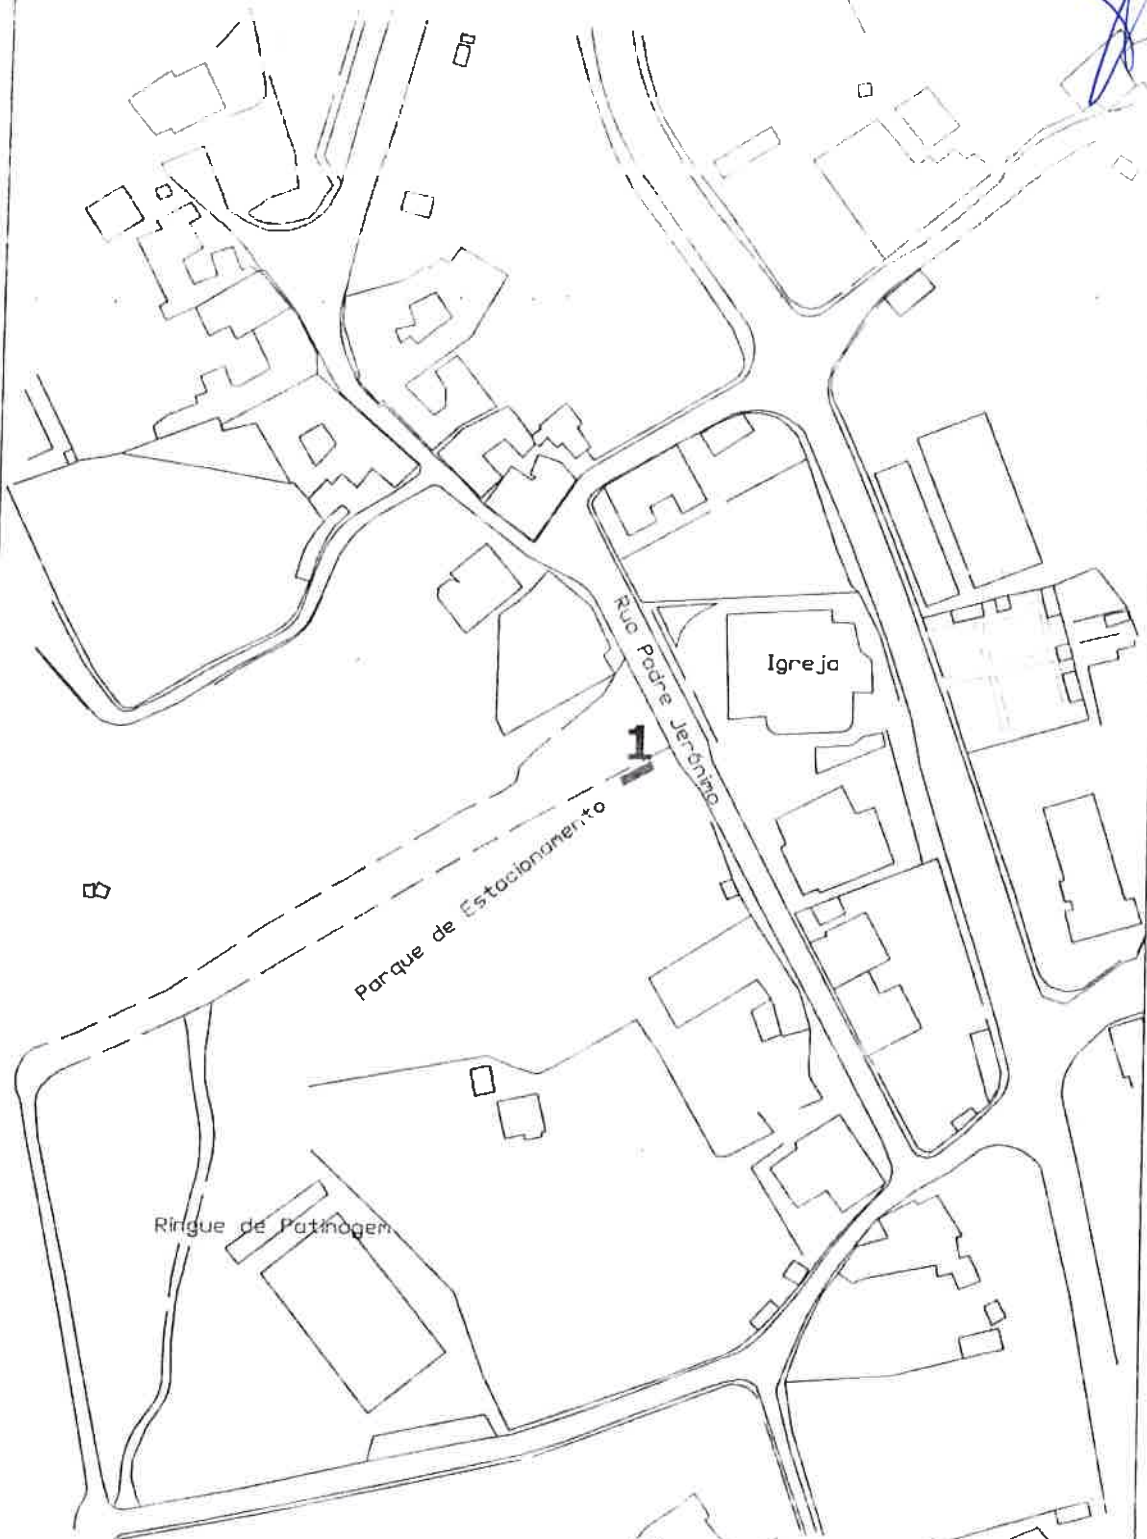 Rua Padre Jerónimo
Igreja
1
Parque de Estacionamento
Ringue de Patinagem